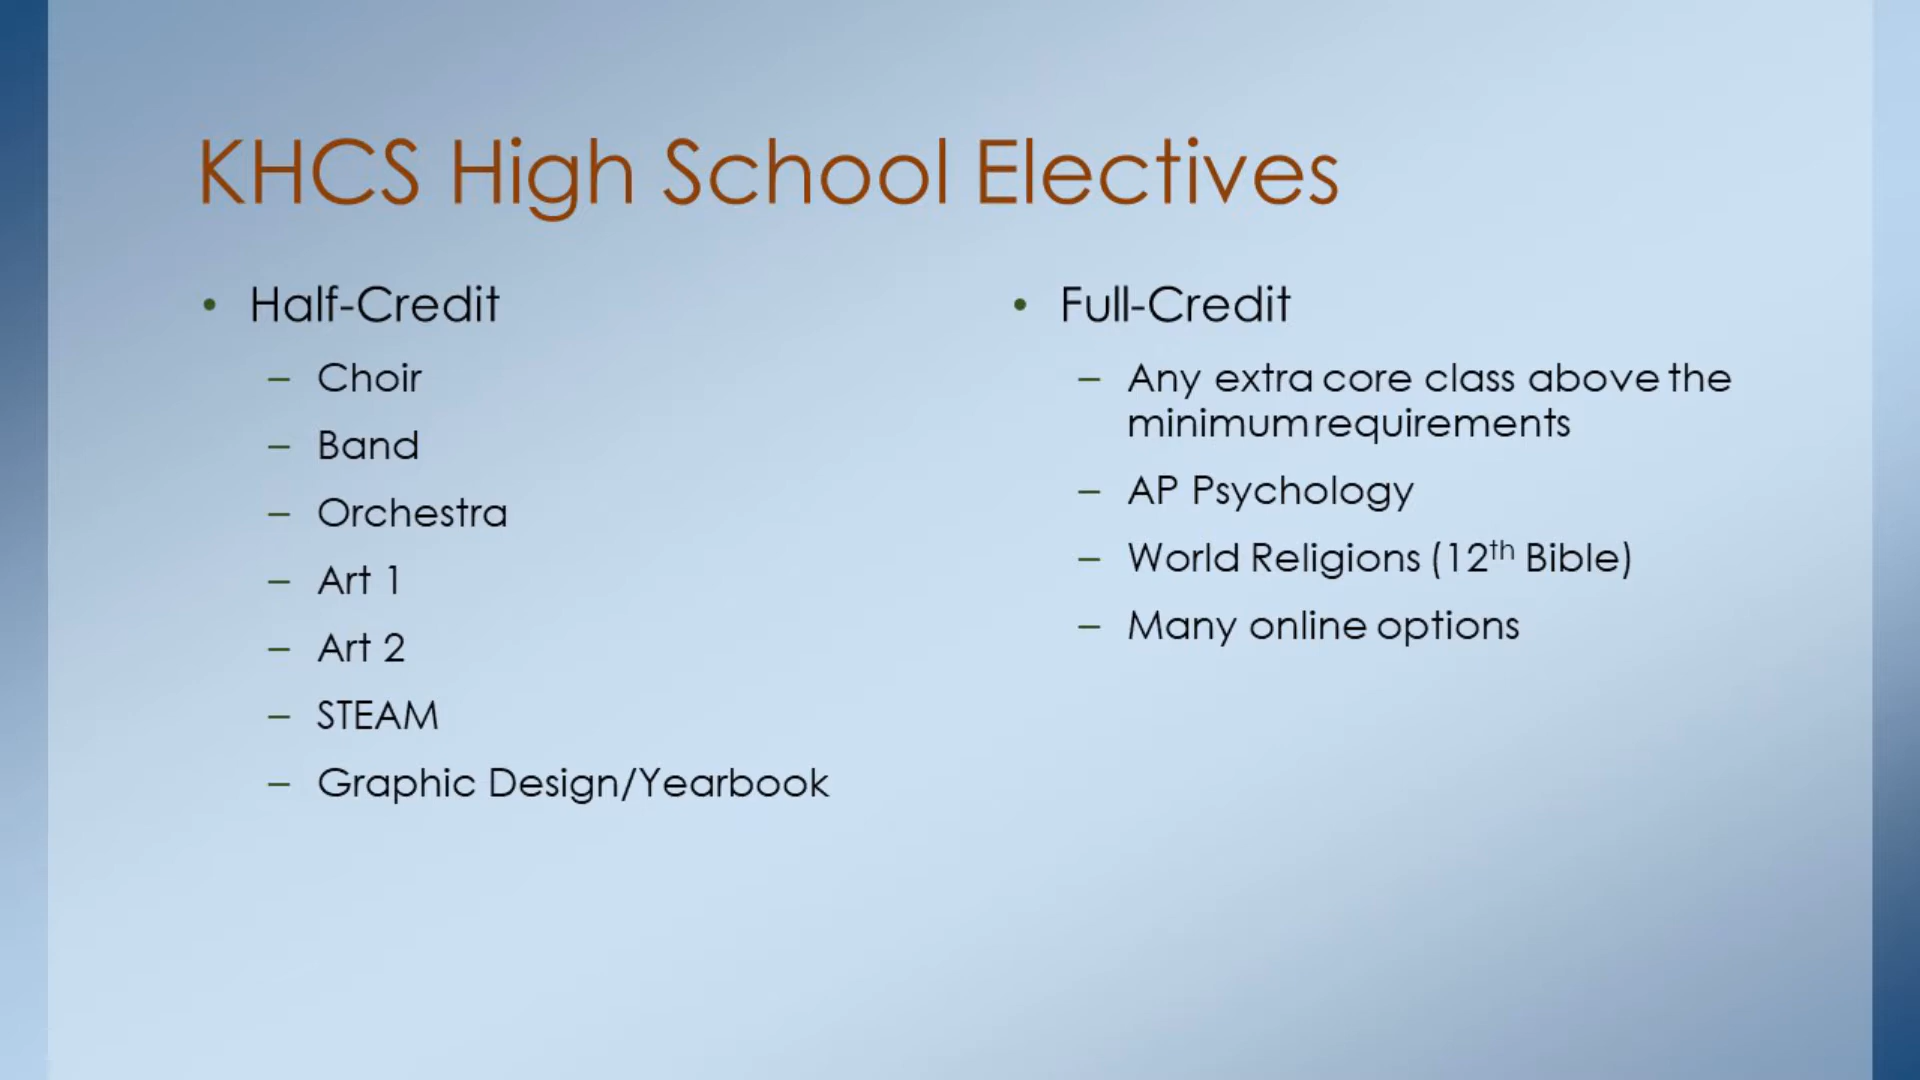 KHCS High School Electives
• Half-Credit
– Choir
– Band
– Orchestra
– Art 1
– Art 2
– STEAM
– Graphic Design/Yearbook
• Full-Credit
– Any extra core class above the
minimum requirements
– AP Psychology
– World Religions (12th Bible)
– Many online options